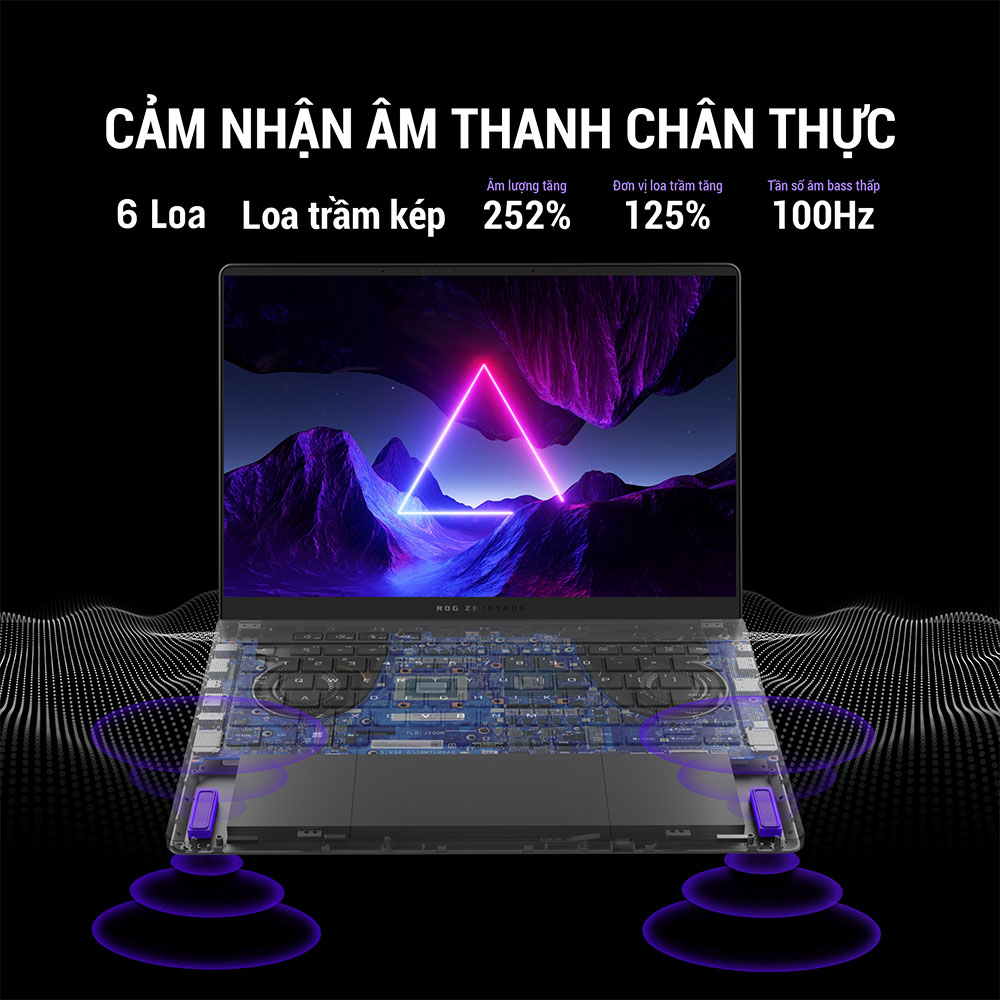 CẢM NHẬN ÂM THANH CHÂN THỰC
6 Loa
Loa trầm kép
Âm lượng tăng
252%
Đơn vị loa trầm tăng
125%
Tần số âm bass thấp
100Hz
ROG ZEPHYRUS